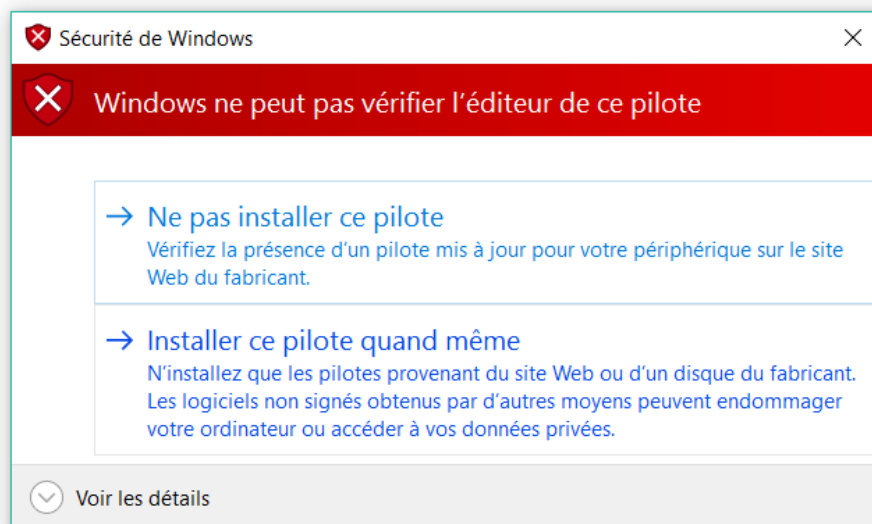 Sécurité de Windows
Windows ne peut pas vérifier l’éditeur de ce pilote
Ne pas installer ce pilote
Vérifiez la présence d’un pilote mis à jour pour votre périphérique sur le site
Web du fabricant.
Installer ce pilote quand même
N’installez que les pilotes provenant du site Web ou d’un disque du fabricant.
Les logiciels non signés obtenus par d’autres moyens peuvent endommager
votre ordinateur ou accéder à vos données privées.
Voir les détails